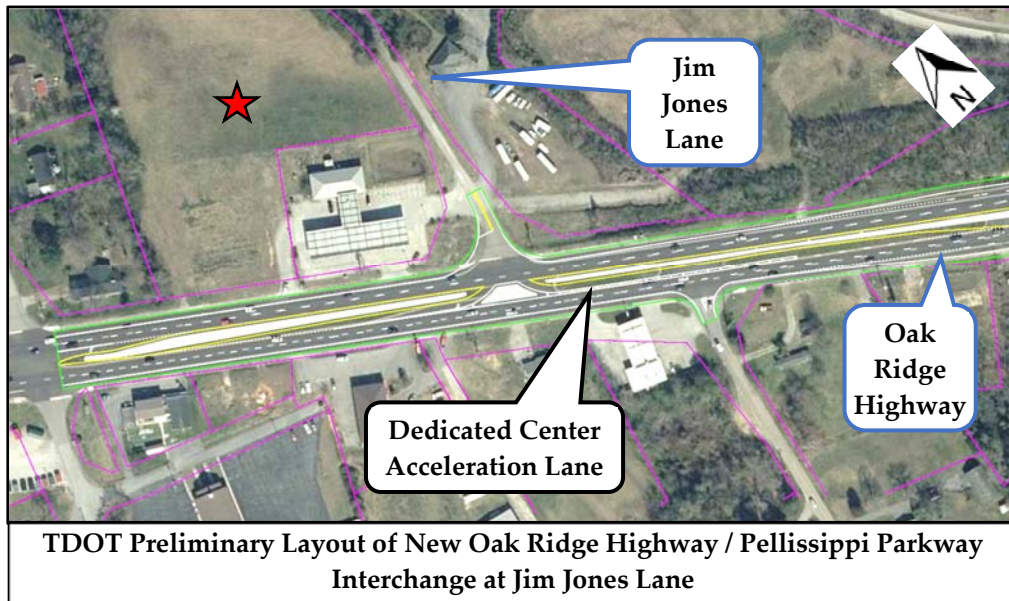 Jim
Jones
Lane
N
Oak
Ridge
Highway
Dedicated Center
Acceleration Lane
TDOT Preliminary Layout of New Oak Ridge Highway / Pellissippi Parkway
Interchange at Jim Jones Lane